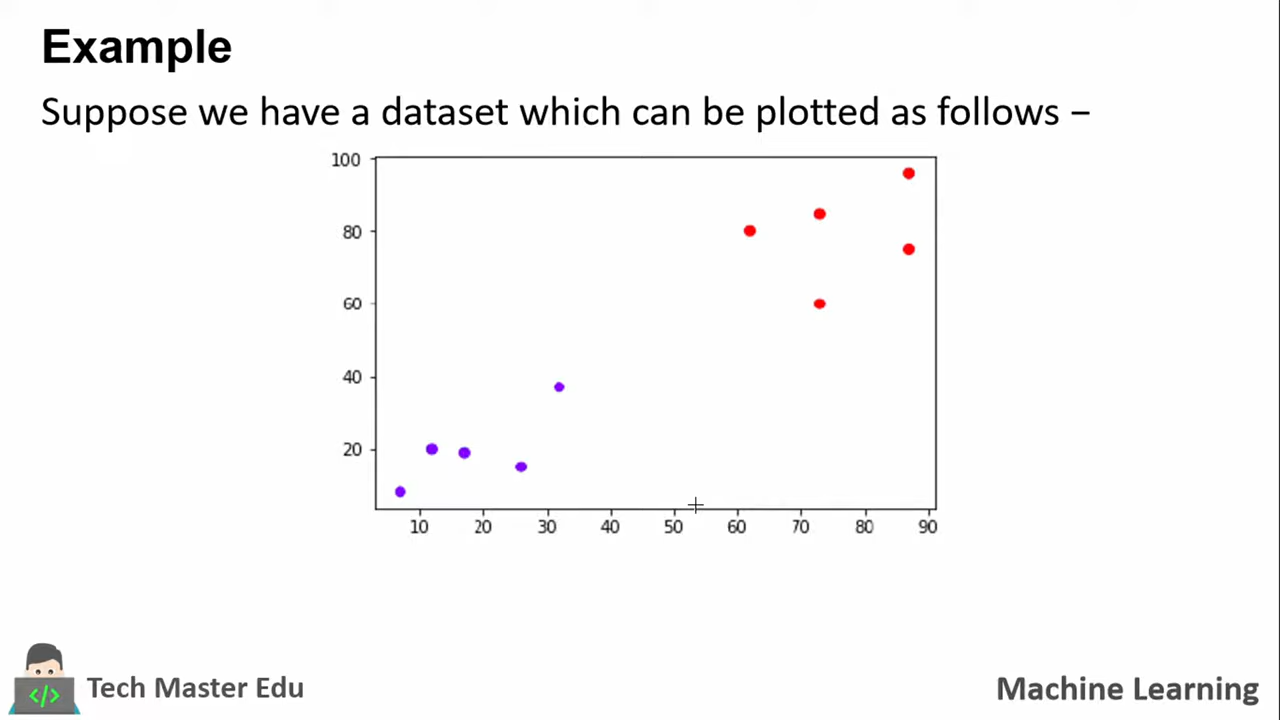 Example
Suppose we have a dataset which can be plotted as follows –
100
80
60
40
20
10 20 30 40 50 60 70 80 90
</>
Tech Master Edu
Machine Learning